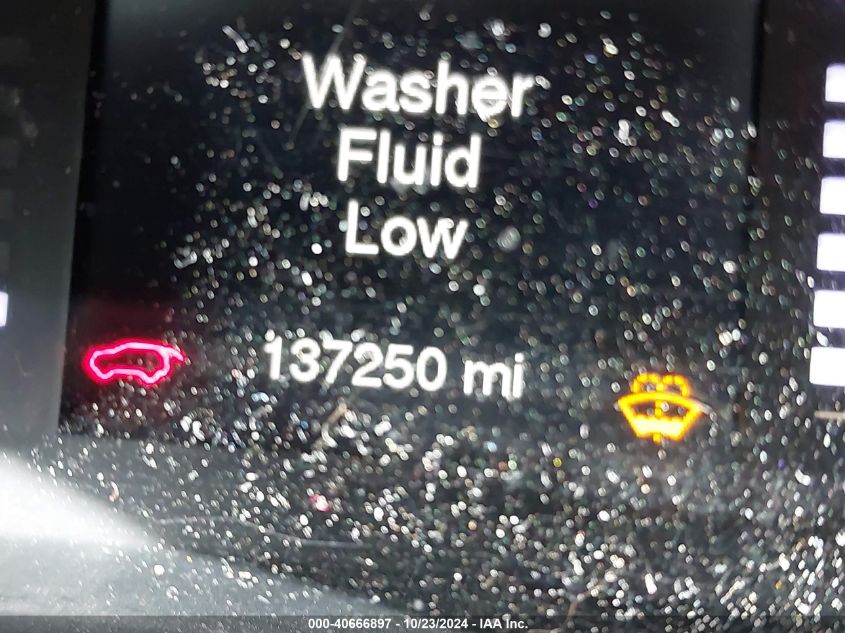 Washer
Fluid
Low
137250 mi
000-40666897 - 10/23/2024 - IAA Inc.